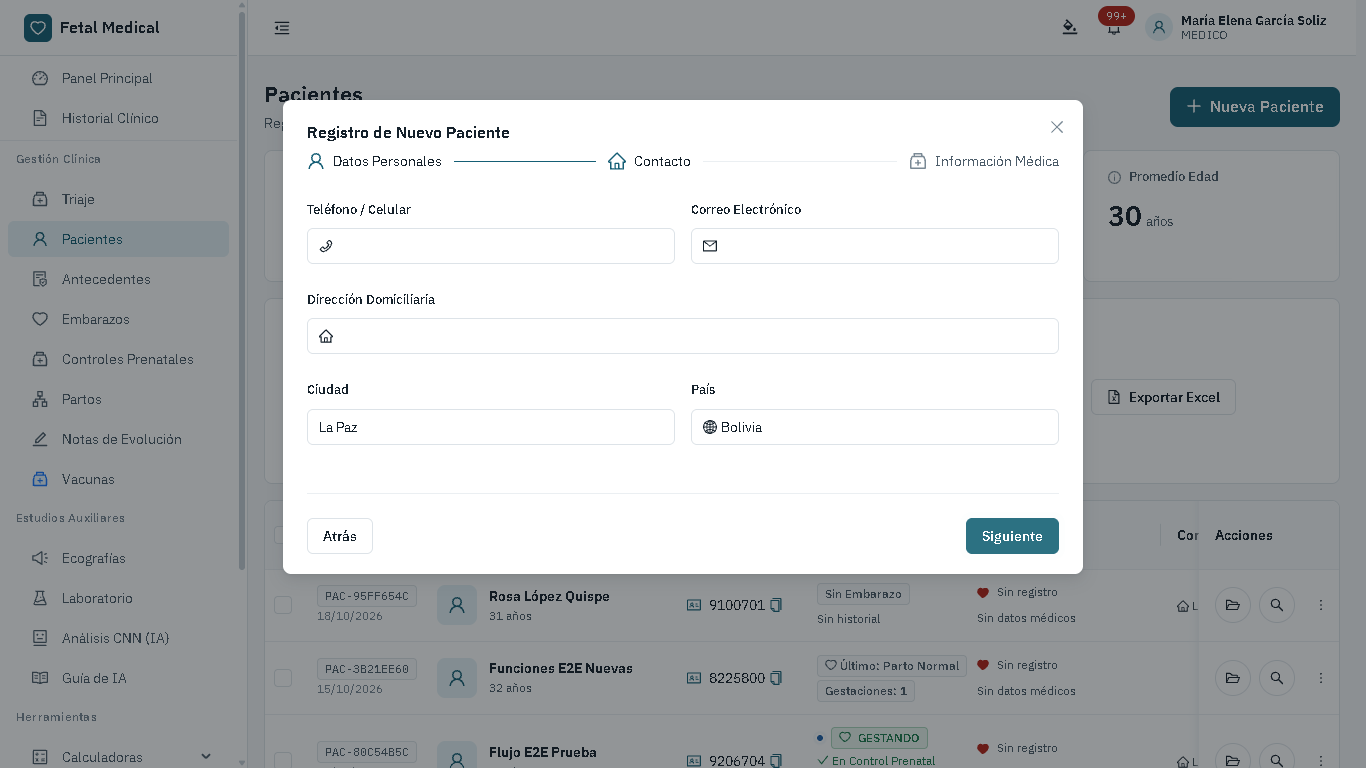 Fetal Medical
99+
María Elena García Soliz
MEDICO
Panel Principal
Historial Clínico
Gestión Clínica
Triaje
Pacientes
Antecedentes
Embarazos
Controles Prenatales
Partos
Notas de Evolución
Vacunas
Estudios Auxiliares
Ecografías
Laboratorio
Análisis CNN (IA)
Guía de IA
Herramientas
Calculadoras
Pacientes
Nueva Paciente
Promedio Edad
30 años
Exportar Excel
Registro de Nuevo Paciente
Datos Personales
Contacto
Información Médica
Teléfono / Celular
Correo Electrónico
Dirección Domiciliaria
Ciudad
País
La Paz
Bolivia
Atrás
Siguiente
Acciones
PAC-95FF654C
18/10/2026
Rosa López Quispe
31 años
9100701
Sin Embarazo
Sin historial
Sin registro
Sin datos médicos
PAC-3B21EE60
15/10/2026
Funciones E2E Nuevas
32 años
8225800
Último: Parto Normal
Gestaciones: 1
Sin registro
Sin datos médicos
PAC-80C54B5C
Flujo E2E Prueba
9206704
GESTANDO
En Control Prenatal
Sin registro